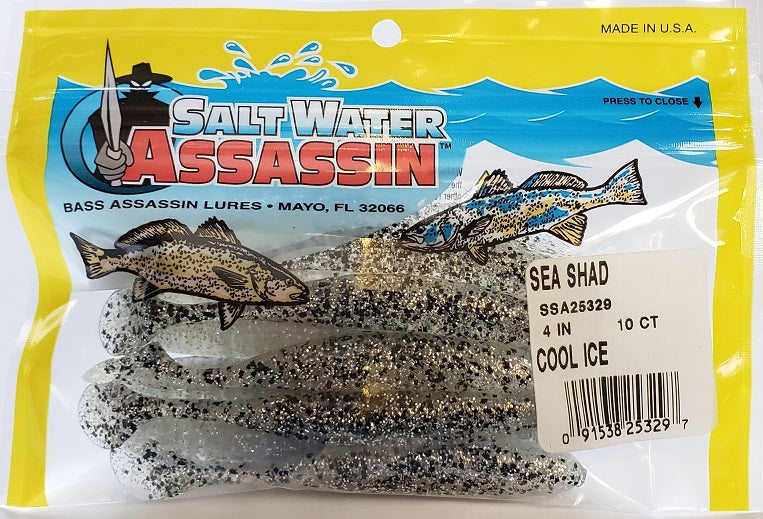 MADE IN U.S.A.
PRESS TO CLOSE
SALT WATER
ASSASSIN™
BASS ASSASSIN LURES • MAYO, FL 32066
SEA SHAD
SSA25329
4 IN 10 CT
COOL ICE
0 91538 25329 7